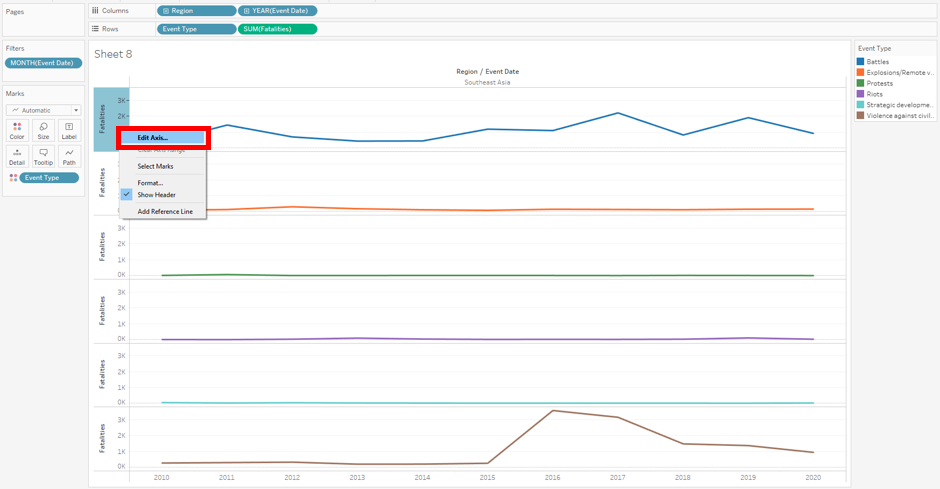 Pages
Columns
Region
YEAR(Event Date)
Rows
Event Type
SUM(Fatalities)
Filters
MONTH(Event Date)
Marks
Automatic
Color
Size
Label
Detail
Tooltip
Path
Event Type
Sheet 8
Region / Event Date
Southeast Asia
Fatalities
3K
2K
Edit Axis...
Clear Axis Range
Select Marks
Format...
Show Header
Add Reference Line
Fatalities
Fatalities
3K
2K
1K
0K
Fatalities
3K
2K
1K
0K
Fatalities
3K
2K
1K
0K
Fatalities
3K
2K
1K
0K
2010
2011
2012
2013
2014
2015
2016
2017
2018
2019
2020
Event Type
Battles
Explosions/Remote v...
Protests
Riots
Strategic developme...
Violence against civil...